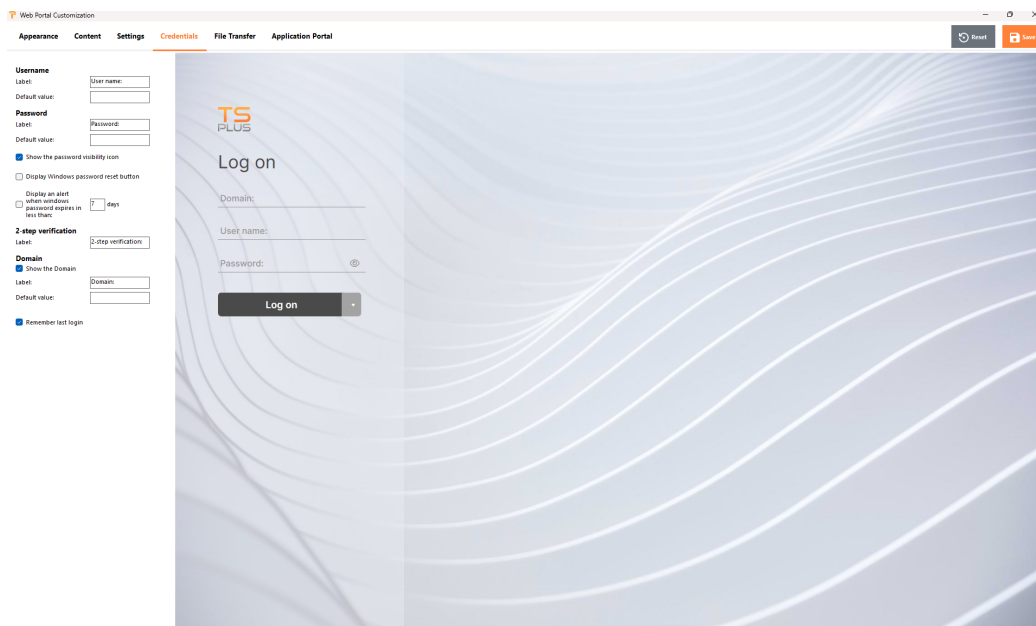 Web Portal Customization
Appearance
Content
Settings
Credentials
File Transfer
Application Portal
Reset
Save
Username
Label:
User name:
Default value:
Password
Label:
Password:
Default value:
Show the password visibility icon
Display Windows password reset button
Display an alert
when windows
password expires in
less than:
7
days
2-step verification
Label:
2-step verification:
Domain
Show the Domain
Label:
Domain:
Default value:
Remember last login
TS
PLUS
Log on
Domain:
User name:
Password:
Log on